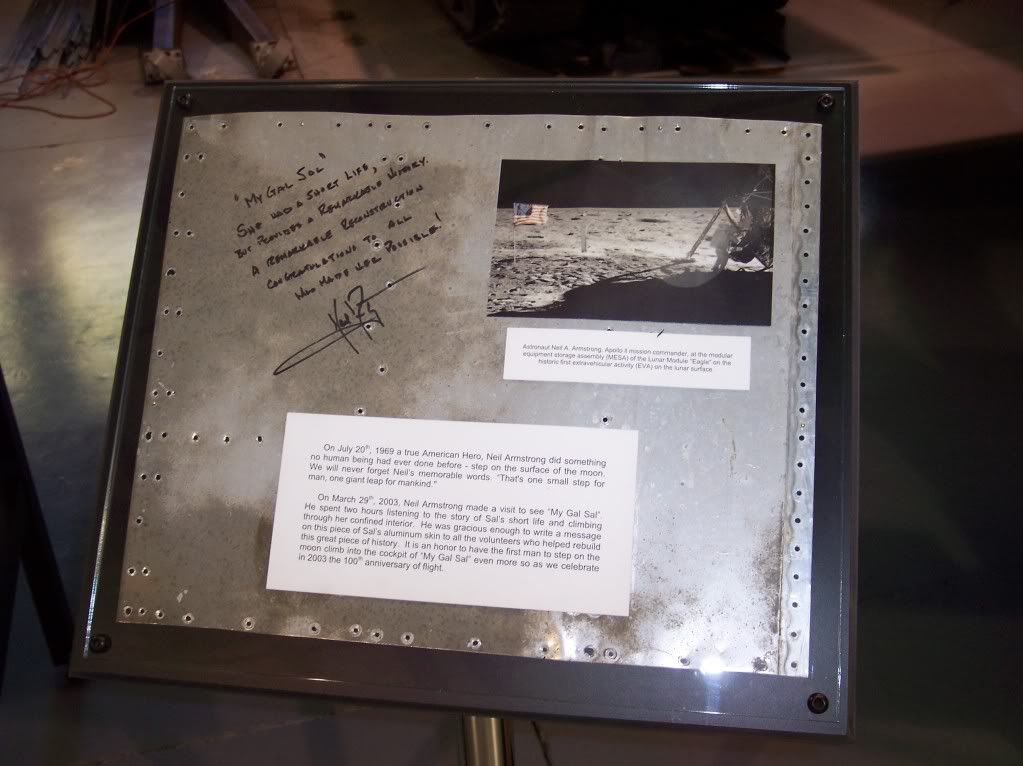 "MY GAL SAL"
SHE HAD A SHORT LIFE,
BUT PROVIDED A REMARKABLE HISTORY.
A REMARKABLE RECONSTRUCTION
CONGRATULATIONS TO ALL
WHO MADE HER POSSIBLE!
Astronaut Neil A. Armstrong, Apollo II mission commander, at the modular
equipment storage assembly (MESA) of the Lunar Module "Eagle" on the
historic first extravehicular activity (EVA) on the lunar surface.
On July 20th, 1969 a true American Hero, Neil Armstrong did something
no human being had ever done before - step on the surface of the moon.
We will never forget Neil's memorable words. "That's one small step for
man, one giant leap for mankind."
On March 29th, 2003, Neil Armstrong made a visit to see "My Gal Sal".
He spent two hours listening to the story of Sal's short life and climbing
through her confined interior. He was gracious enough to write a message
on this piece of Sal's aluminum skin to all the volunteers who helped rebuild
this great piece of history. It is an honor to have the first man to step on the
moon climb into the cockpit of "My Gal Sal" even more so as we celebrate
in 2003 the 100th anniversary of flight.